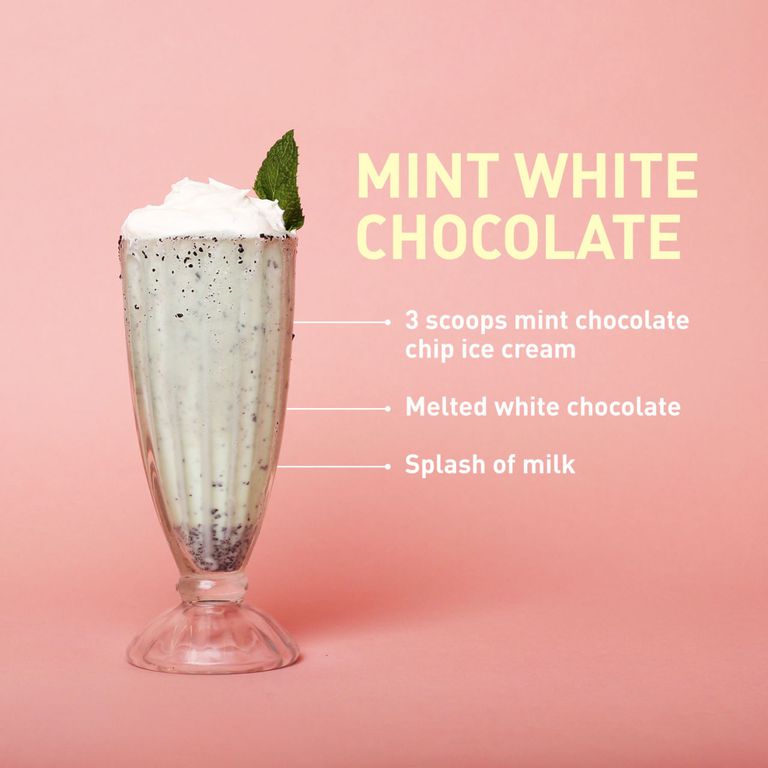 MINT WHITE
CHOCOLATE
3 scoops mint chocolate
chip ice cream
Melted white chocolate
Splash of milk